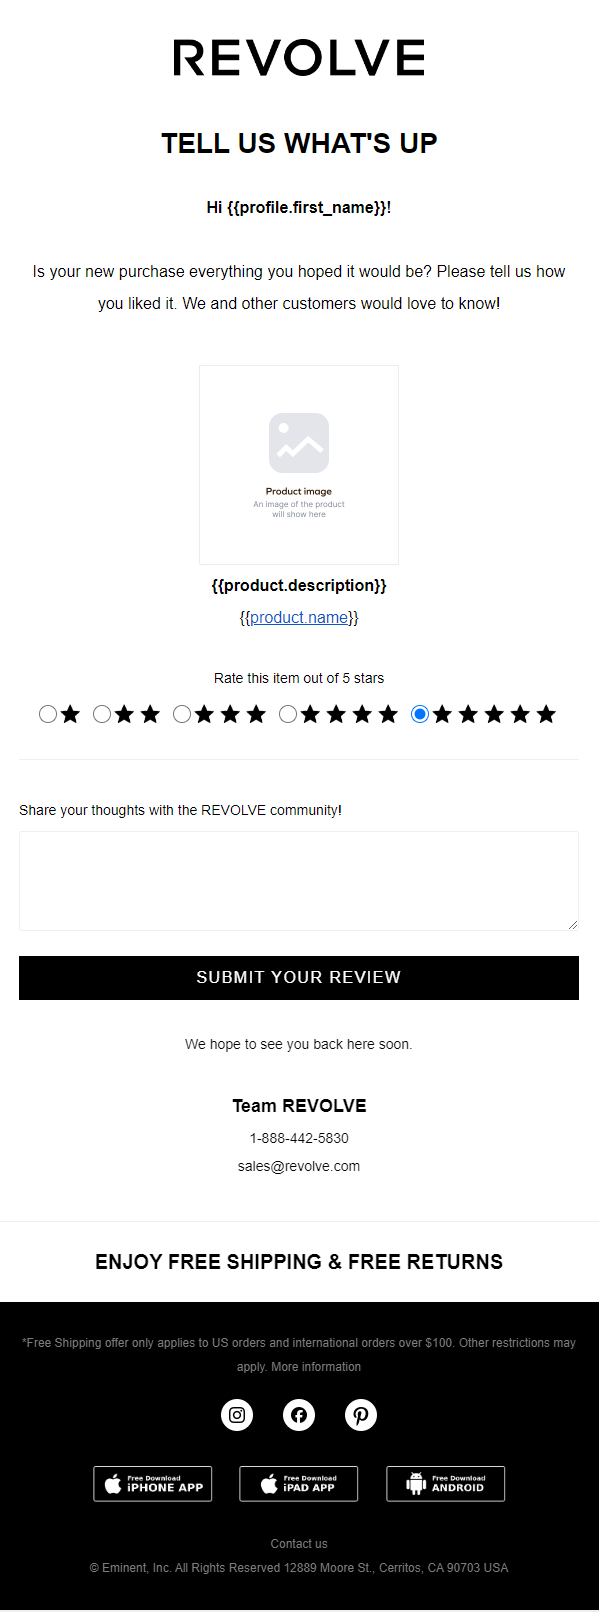 REVOLVE
TELL US WHAT'S UP
Hi {{profile.first_name}}!
Is your new purchase everything you hoped it would be? Please tell us how
you liked it. We and other customers would love to know!
Product image
An image of the product
will show here
{{product.description}}
{{product.name}}
Rate this item out of 5 stars
Share your thoughts with the REVOLVE community!
SUBMIT YOUR REVIEW
We hope to see you back here soon.
Team REVOLVE
1-888-442-5830
sales@revolve.com
ENJOY FREE SHIPPING & FREE RETURNS
*Free Shipping offer only applies to US orders and international orders over $100. Other restrictions may
apply. More information
Free Download
iPHONE APP
Free Download
iPAD APP
Free Download
ANDROID
Contact us
© Eminent, Inc. All Rights Reserved 12889 Moore St., Cerritos, CA 90703 USA